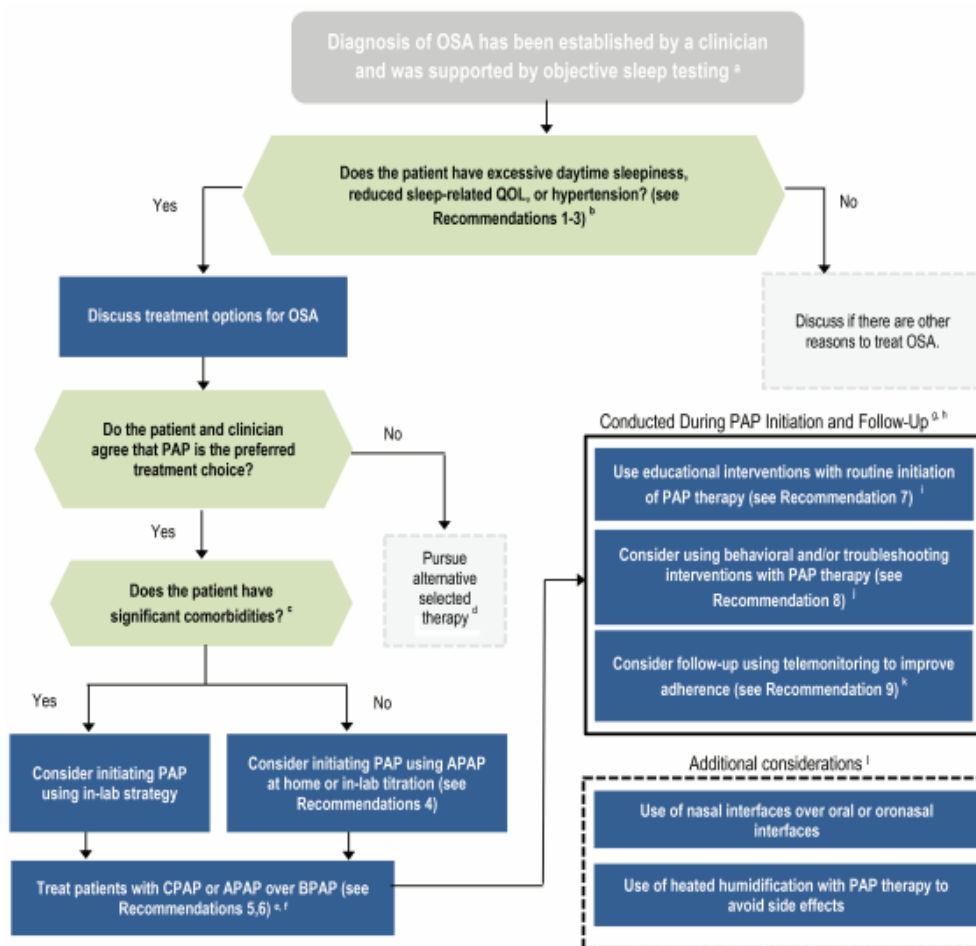 Diagnosis of OSA has been established by a clinician
and was supported by objective sleep testing a
Does the patient have excessive daytime sleepiness,
reduced sleep-related QOL, or hypertension? (see
Recommendations 1-3) b
Yes
No
Discuss treatment options for OSA
Discuss if there are other
reasons to treat OSA.
Do the patient and clinician
agree that PAP is the preferred
treatment choice?
No
Yes
Pursue
alternative
selected
therapy d
Does the patient have
significant comorbidities? c
Yes
No
Consider initiating PAP
using in-lab strategy
Consider initiating PAP using APAP
at home or in-lab titration (see
Recommendations 4)
Treat patients with CPAP or APAP over BPAP (see
Recommendations 5,6) e, f
Conducted During PAP Initiation and Follow-Up g, h
Use educational interventions with routine initiation
of PAP therapy (see Recommendation 7) i
Consider using behavioral and/or troubleshooting
interventions with PAP therapy (see
Recommendation 8) j
Consider follow-up using telemonitoring to improve
adherence (see Recommendation 9) k
Additional considerations l
Use of nasal interfaces over oral or oronasal
interfaces
Use of heated humidification with PAP therapy to
avoid side effects